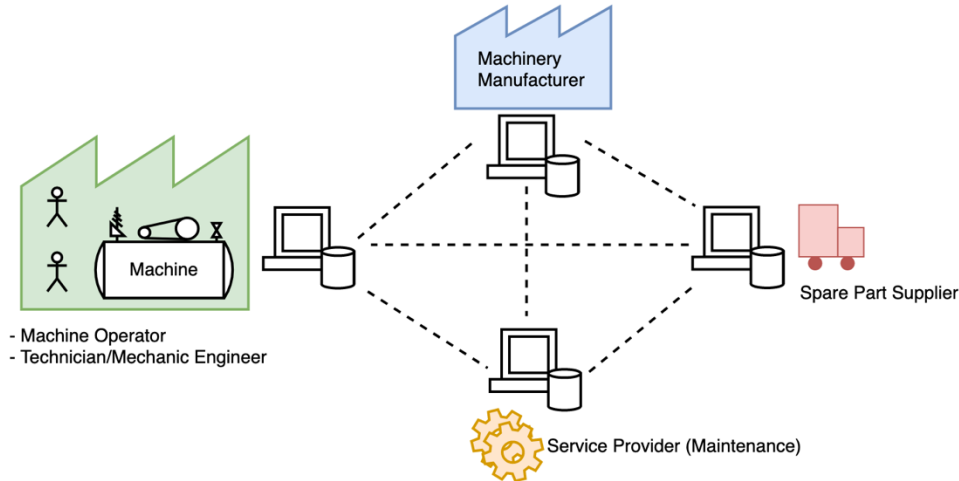 Machinery
Manufacturer
Machine
- Machine Operator
- Technician/Mechanic Engineer
Spare Part Supplier
Service Provider (Maintenance)